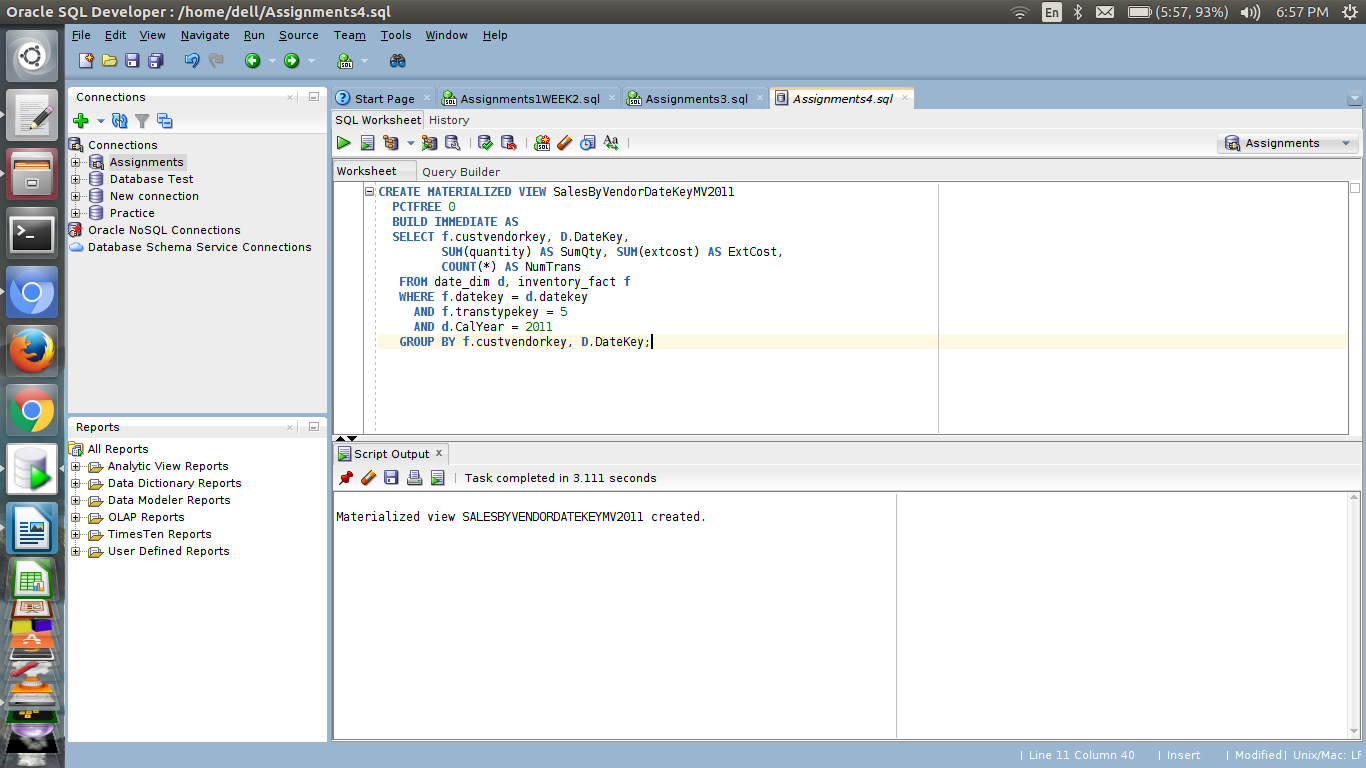 Oracle SQL Developer : /home/dell/Assignments4.sql
En
(5:57, 93%)
6:57 PM
File Edit View Navigate Run Source Team Tools Window Help
Connections
Connections
Assignments
Database Test
New connection
Practice
Oracle NoSQL Connections
Database Schema Service Connections
Reports
All Reports
Analytic View Reports
Data Dictionary Reports
Data Modeler Reports
OLAP Reports
TimesTen Reports
User Defined Reports
Start Page
Assignments1WEEK2.sql
Assignments3.sql
Assignments4.sql
SQL Worksheet History
Assignments
Worksheet Query Builder
CREATE MATERIALIZED VIEW SalesByVendorDateKeyMV2011
PCTFREE 0
BUILD IMMEDIATE AS
SELECT f.custvendorkey, D.DateKey,
SUM(quantity) AS SumQty, SUM(extcost) AS ExtCost,
COUNT(*) AS NumTrans
FROM date_dim d, inventory_fact f
WHERE f.datekey = d.datekey
AND f.transtypekey = 5
AND d.CalYear = 2011
GROUP BY f.custvendorkey, D.DateKey;
Script Output
Task completed in 3.111 seconds
Materialized view SALESBYVENDORDATEKEYMV2011 created.
Line 11 Column 40 | Insert | Modified | Unix/Mac: LF